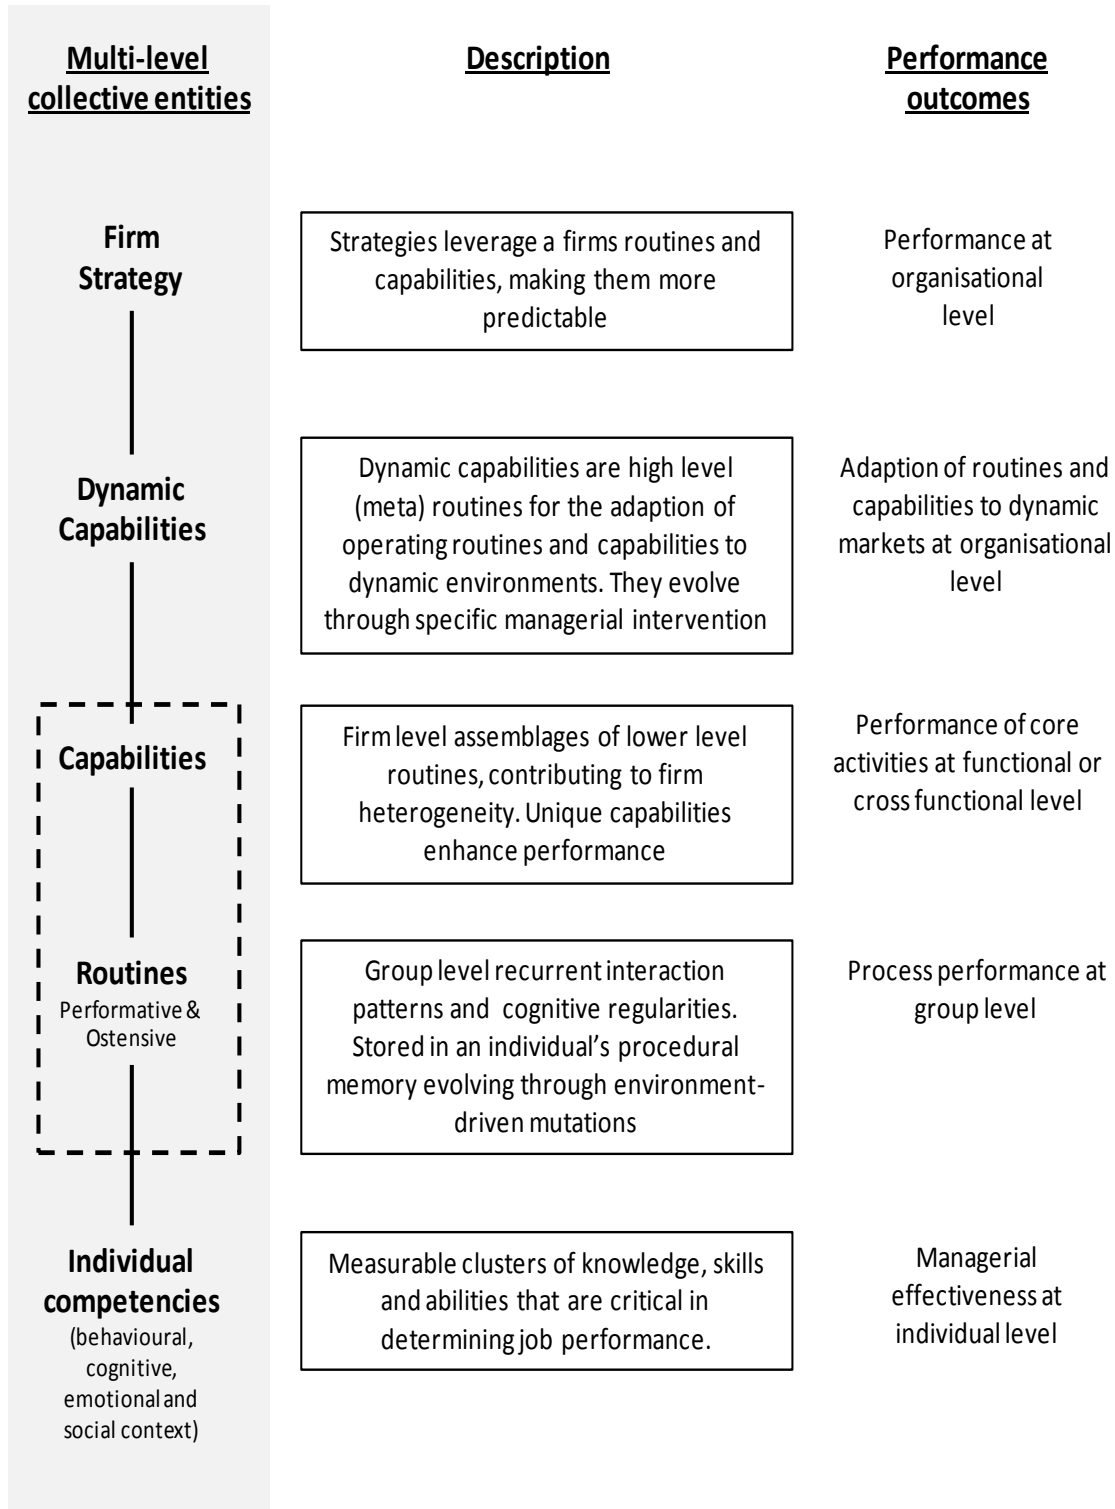 Multi-level
collective entities
Description
Performance
outcomes
Firm
Strategy
Strategies leverage a firms routines and
capabilities, making them more
predictable
Performance at
organisational
level
Dynamic
Capabilities
Dynamic capabilities are high level
(meta) routines for the adaption of
operating routines and capabilities to
dynamic environments. They evolve
through specific managerial intervention
Adaption of routines and
capabilities to dynamic
markets at organisational
level
Capabilities
Firm level assemblages of lower level
routines, contributing to firm
heterogeneity. Unique capabilities
enhance performance
Performance of core
activities at functional or
cross functional level
Routines
Performative &
Ostensive
Group level recurrent interaction
patterns and cognitive regularities.
Stored in an individual's procedural
memory evolving through environment-
driven mutations
Process performance at
group level
Individual
competencies
(behavioural,
cognitive,
emotional and
social context)
Measurable clusters of knowledge, skills
and abilities that are critical in
determining job performance.
Managerial
effectiveness at
individual level